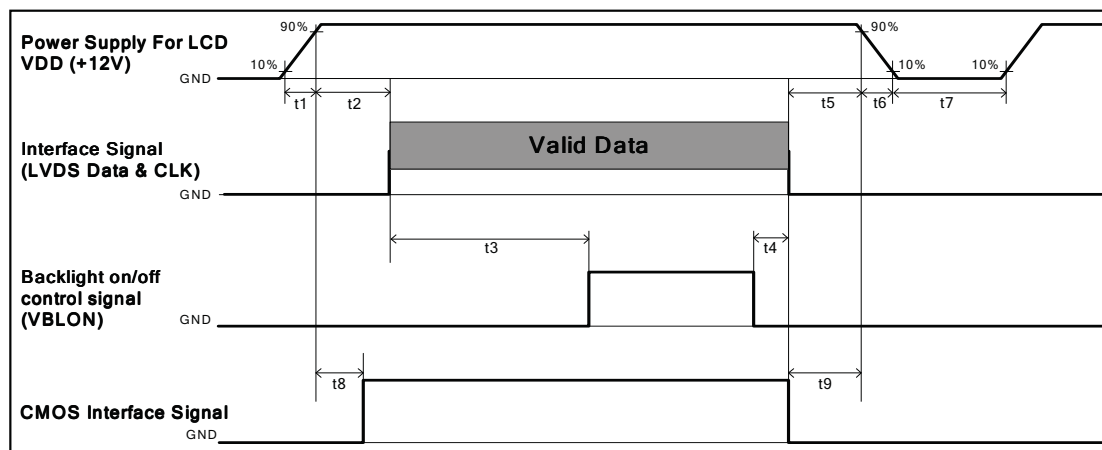 90%
90%
Power Supply For LCD
VDD (+12V)
10%
10%
10%
GND
t1
t2
t5
t6
t7
Valid Data
Interface Signal
(LVDS Data & CLK)
GND
t3
t4
Backlight on/off
control signal
(VBLON)
GND
t8
t9
CMOS Interface Signal
GND